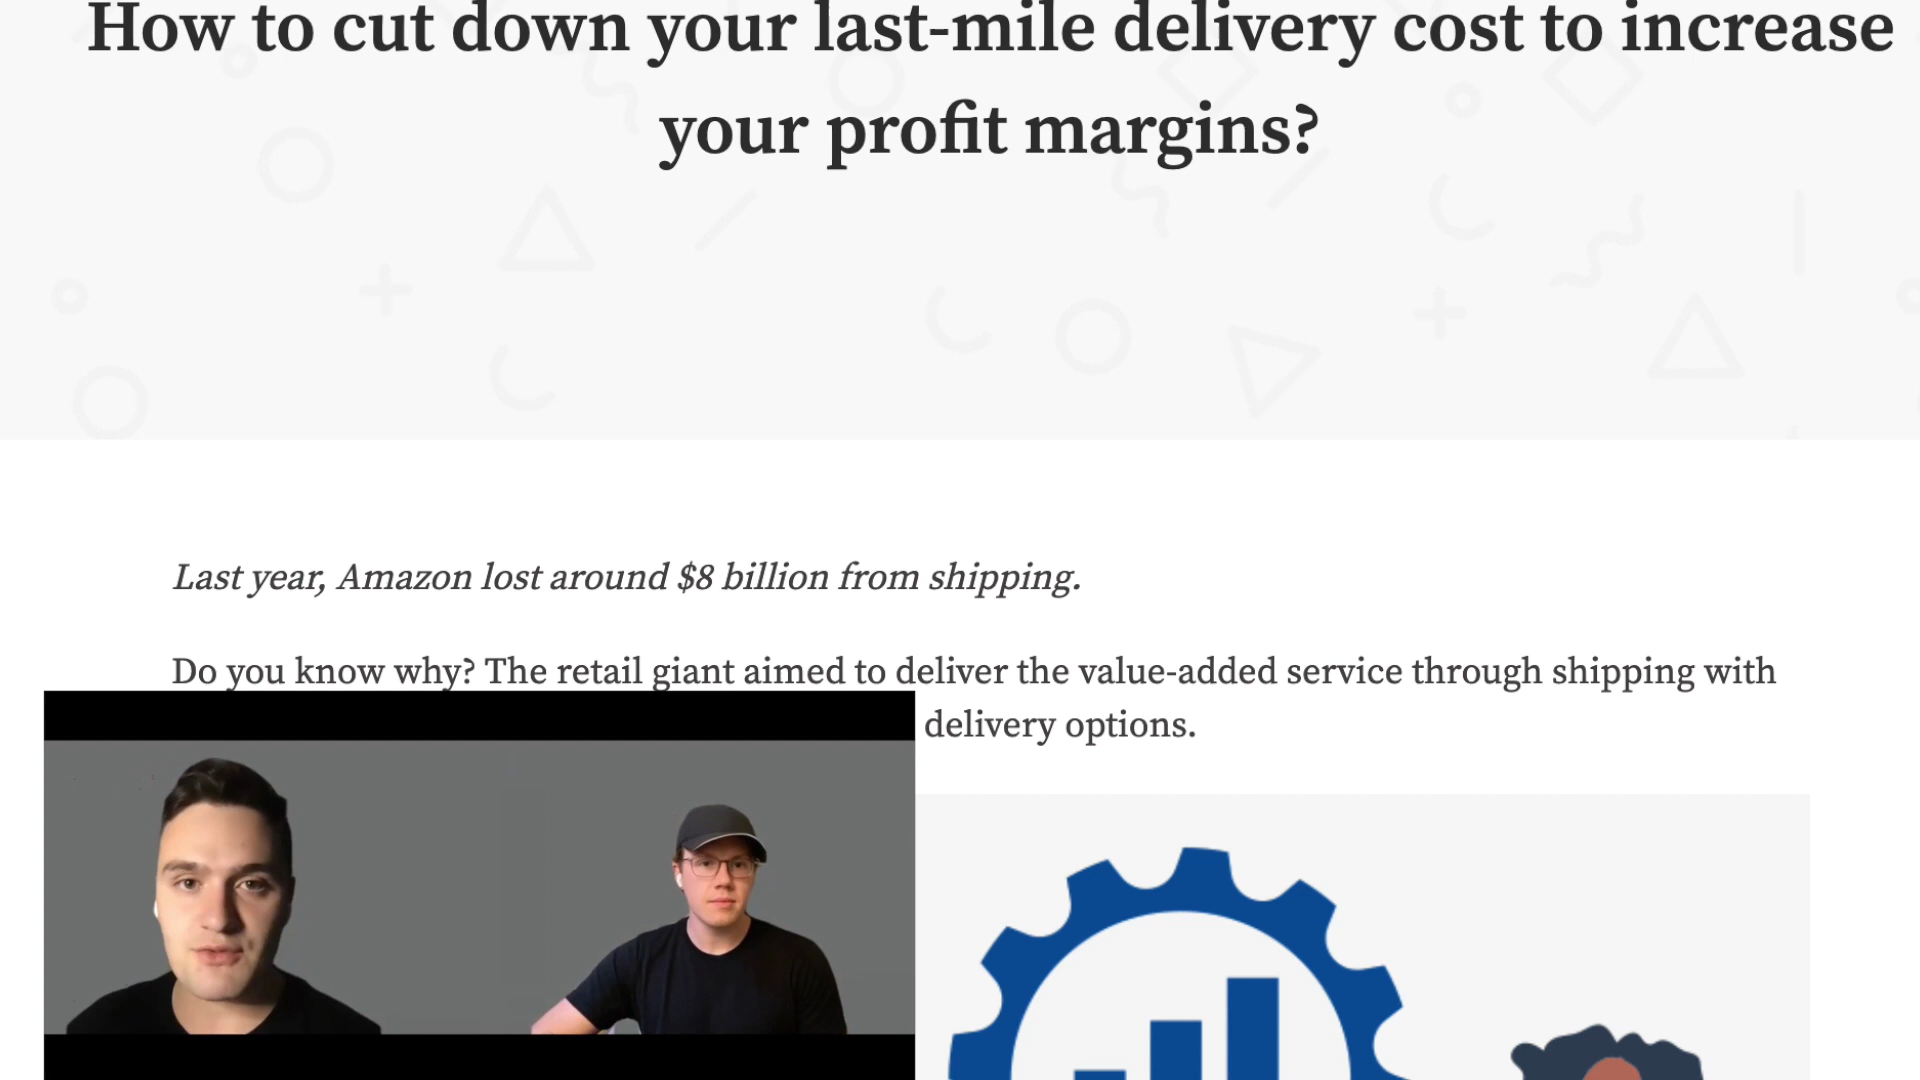 How to cut down your last-mile delivery cost to increase
your profit margins?
Last year, Amazon lost around $8 billion from shipping.
Do you know why? The retail giant aimed to deliver the value-added service through shipping with
delivery options.